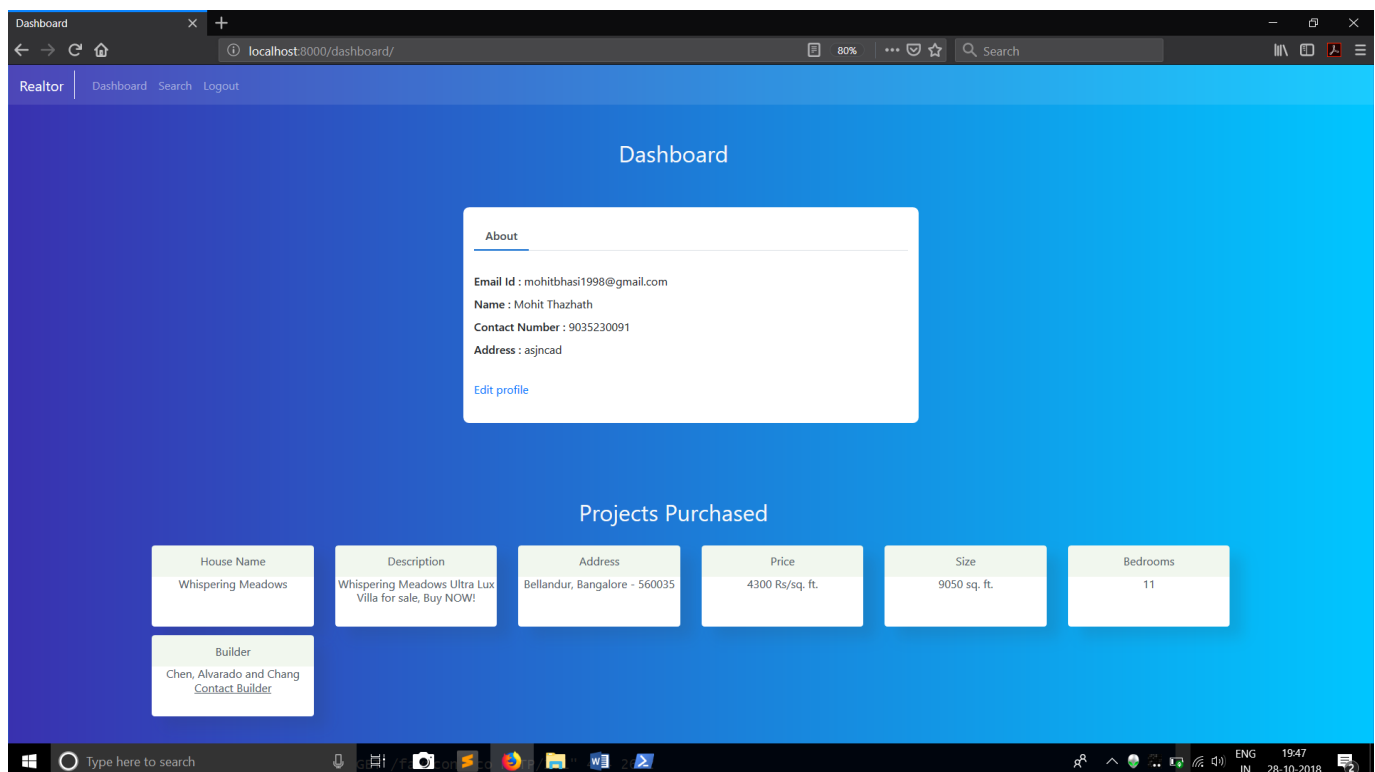 Dashboard
localhost:8000/dashboard/
80%
Search
Realtor
Dashboard Search Logout
Dashboard
About
Email Id : mohitbhasi1998@gmail.com
Name : Mohit Thazhath
Contact Number : 9035230091
Address : asjncad
Edit profile
Projects Purchased
House Name
Whispering Meadows
Description
Whispering Meadows Ultra Lux
Villa for sale, Buy NOW!
Address
Bellandur, Bangalore - 560035
Price
4300 Rs/sq. ft.
Size
9050 sq. ft.
Bedrooms
11
Builder
Chen, Alvarado and Chang
Contact Builder
Type here to search
ENG
IN
19:47
28-10-2018
2